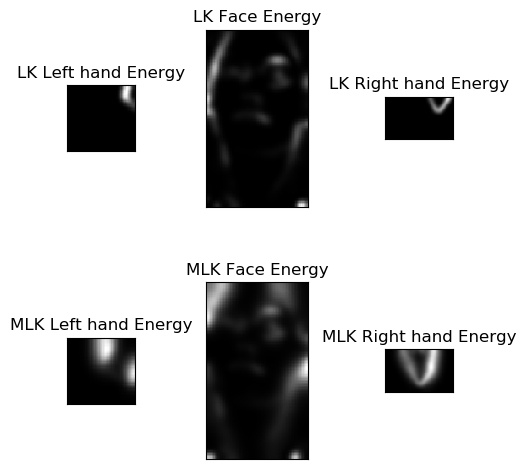 LK Face Energy
LK Left hand Energy
LK Right hand Energy
MLK Face Energy
MLK Left hand Energy
MLK Right hand Energy